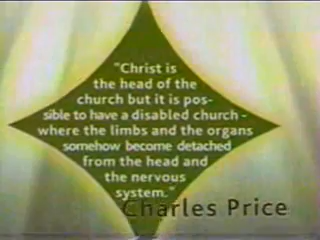 "Christ is
the head of the
church but it is pos-
sible to have a disabled church -
where the limbs and the organs
somehow become detached
from the head and
the nervous
system."
Charles Price